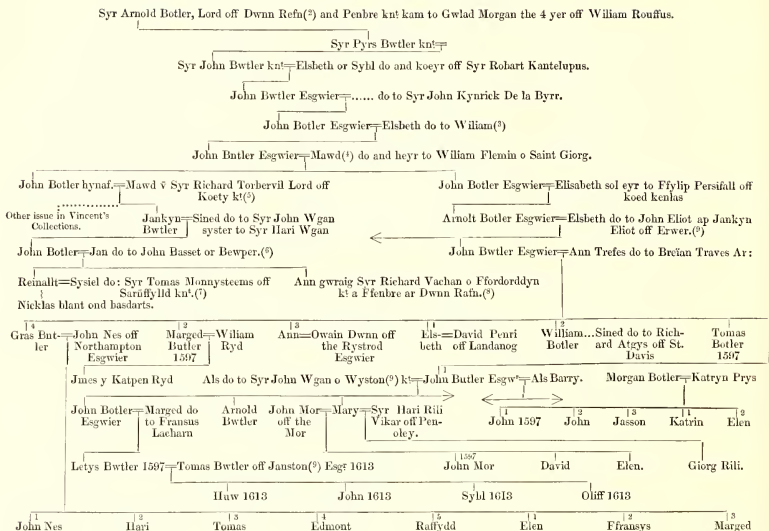 Syr Arnold Botler, Lord off Dwnn Refn(²) and Penbre knt kam to Gwlad Morgan the 4 yer off Wiliam Rouffus.
Syr Pyrs Bwtler knt=
Syr John Bwtler knt=Elsbeth or Sybl do and koeyr off Syr Robart Kantelupus.
John Bwtler Esgwier=...... do to Syr John Kynrick De la Byrr.
John Botler Esgwier=Elsbeth do to Wiliam(³)
John Bntler Esgwier=Mawd(⁴) do and heyr to Wiliam Flemin o Saint Giorg.
John Botler hynaf.=Mawd v̂ Syr Richard Torbervil Lord off Koety kt(⁵)
John Botler Esgwier=Elisabeth sol eyr to Ffylip Persifall off koed kenlas
Other issue in Vincent's Collections.
Jankyn Bwtler=Sined do to Syr John Wgan syster to Syr Hari Wgan
Arnolt Botler Esgwier=Elsbeth do to John Eliot ap Jankyn Eliot off Erwer.(⁹)
John Botler=Jan do to John Basset or Bewper.(⁶)
John Bwtler Esgwier=Ann Trefes do to Breïan Traves Ar:
Reinallt=Sysiel do: Syr Tomas Monnysteems off Sarüffylld knt.(⁷)
Ann gwraig Syr Richard Vachan o Ffordorddyn kt a Ffenbre ar Dwnn Rafn.(⁸)
Nicklas blant ond basdarts.
4 Gras Bnt-ler=John Nes off Northampton Esgwier
2 Marged Butler 1597=Wiliam Ryd
3 Ann=Owain Dwnn off the Rystrod Esgwier
1 Els-beth=David Penri off Landanog
2 William Botler...Sined do to Rich-ard Atgys off St. Davis
Tomas Botler 1597
Jmes y Katpen Ryd
Als do to Syr John Wgan o Wyston(⁹) kt=1 John Butler Esgwr=Als Barry.
Morgan Botler=Katryn Prys
John Botler Esgwier=Marged do to Fransus Lacharn
Arnold Bwtler
John Mor off the Mor=Mary=Syr Hari Rili Vikar off Pen-oley.
1 John 1597
2 John
3 Jasson
1 Katrin
2 Elen
Letys Bwtler 1597=Tomas Bwtler off Janston(⁹) Esgr 1613
1597 John Mor
David
Elen.
Giorg Rili.
Huw 1613
John 1613
Sybl 1613
Oliff 1613
1 John Nes
2 Hari
3 Tomas
4 Edmont
5 Raffydd
1 Elen
2 Ffransys
3 Marged